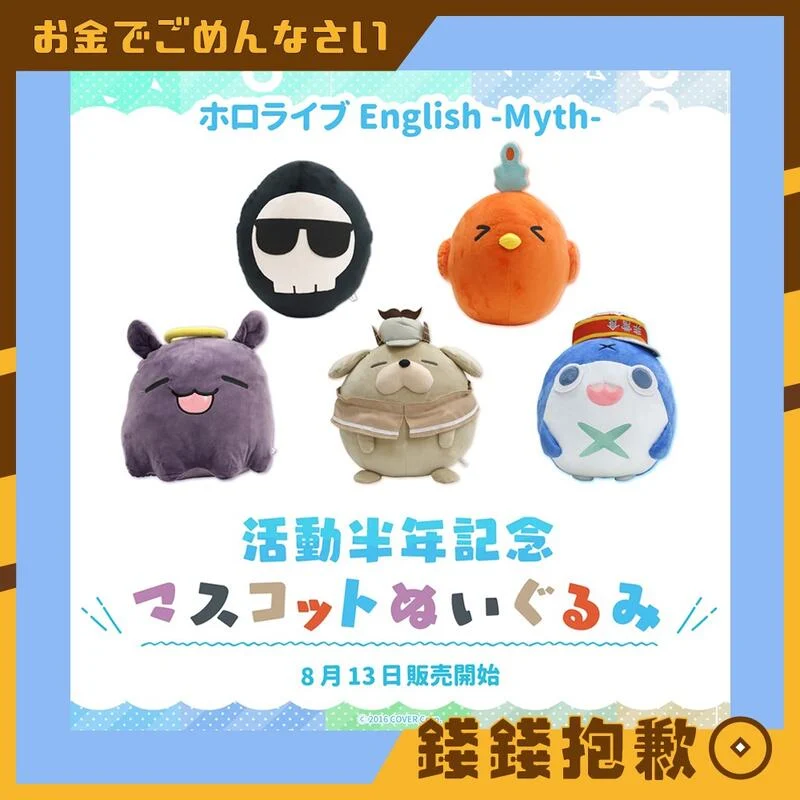 お金でごめんなさい
ホロライブ English -Myth-
活動半年記念
マスコットぬいぐるみ
8月13日販売開始
© 2016 COVER Corp.
錢錢抱歉